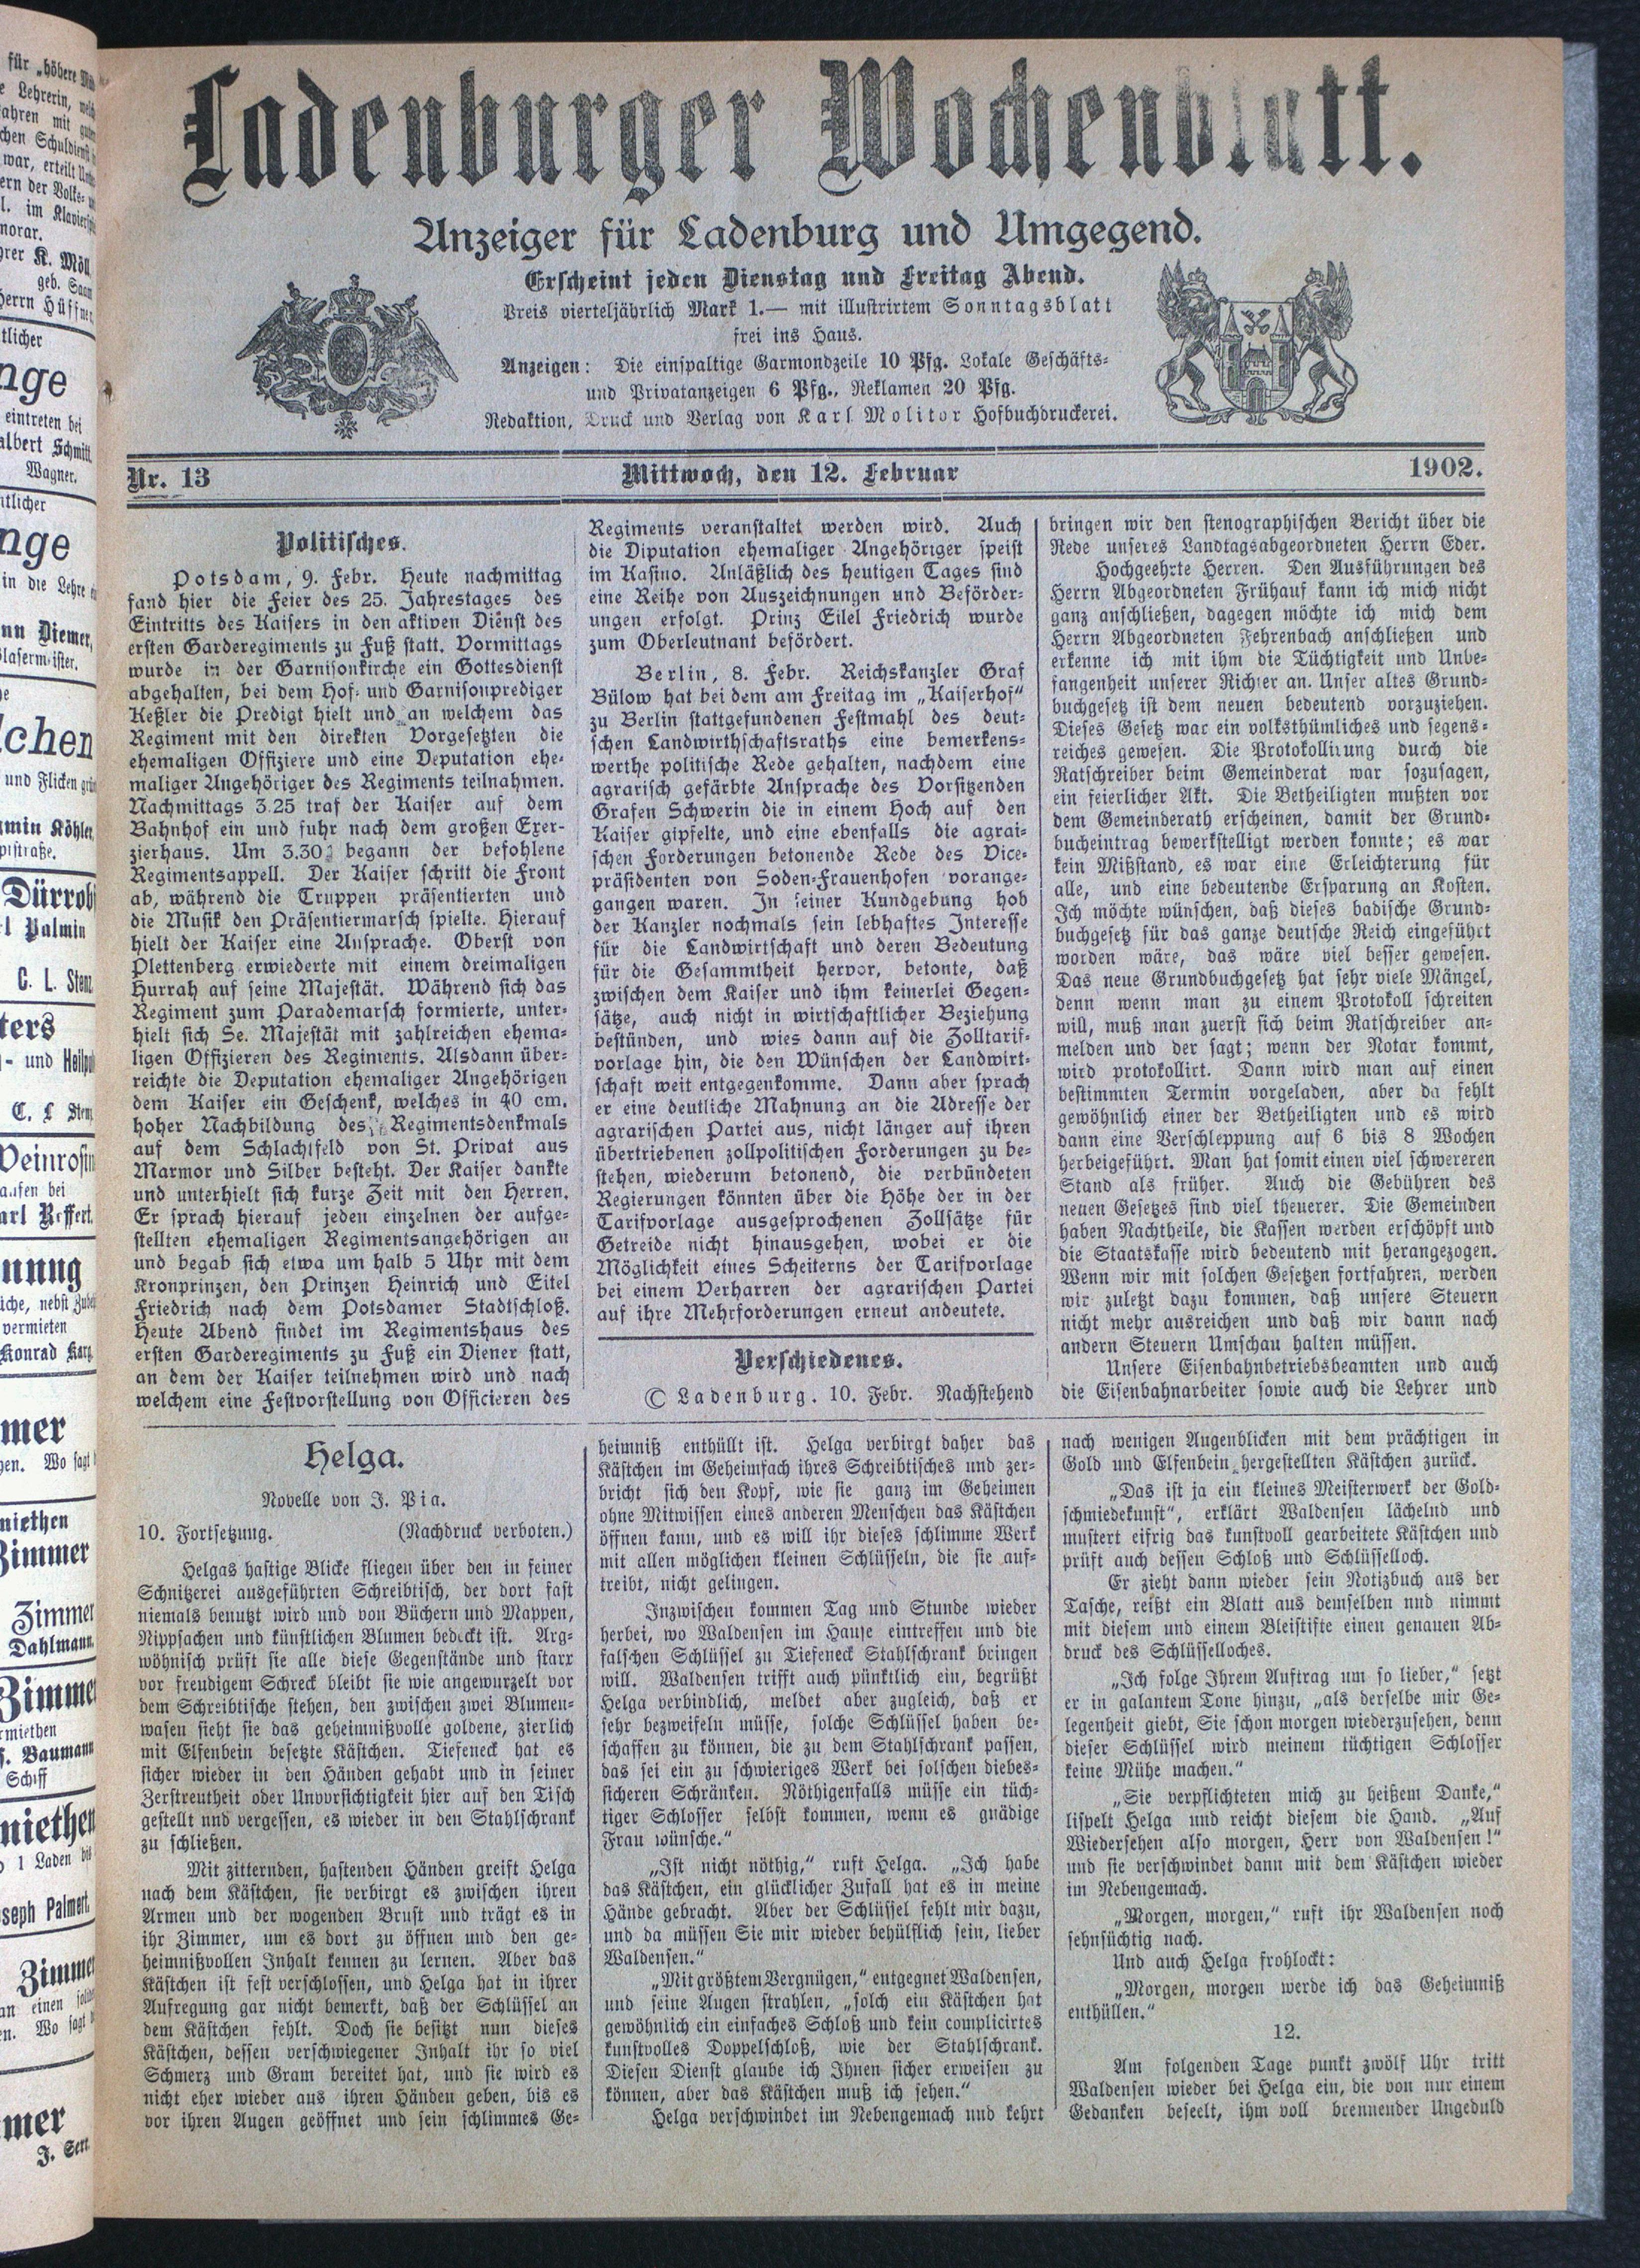 Ladenburger Wochenblatt.
Anzeiger für Ladenburg und Umgegend.
Erscheint jeden Dienstag und Freitag Abend.
Preis vierteljährlich Mark 1.— mit illustrirtem Sonntagsblatt
frei ins Haus.
Anzeigen: Die einspaltige Garmondzeile 10 Pfg. Lokale Geschäfts-
und Privatanzeigen 6 Pfg., Reklamen 20 Pfg.
Redaktion, Druck und Verlag von Karl Molitor Hofbuchdruckerei.
Nr. 13
Mittwoch, den 12. Februar
1902.
Politisches.
Potsdam, 9. Febr. Heute nachmittag
fand hier die Feier des 25. Jahrestages des
Eintritts des Kaisers in den aktiven Dienst des
ersten Garderegiments zu Fuß statt. Vormittags
wurde in der Garnisonkirche ein Gottesdienst
abgehalten, bei dem Hof- und Garnisonprediger
Keßler die Predigt hielt und an welchem das
Regiment mit den direkten Vorgesetzten die
ehemaligen Offiziere und eine Deputation ehe-
maliger Angehöriger des Regiments teilnahmen.
Nachmittags 3.25 traf der Kaiser auf dem
Bahnhof ein und fuhr nach dem großen Exer-
zierhaus. Um 3.30 begann der befohlene
Regimentsappell. Der Kaiser schritt die Front
ab, während die Truppen präsentierten und
die Musik den Präsentiermarsch spielte. Hierauf
hielt der Kaiser eine Ansprache. Oberst von
Plettenberg erwiederte mit einem dreimaligen
Hurrah auf seine Majestät. Während sich das
Regiment zum Parademarsch formierte, unter-
hielt sich Se. Majestät mit zahlreichen ehema-
ligen Offizieren des Regiments. Alsdann über-
reichte die Deputation ehemaliger Angehörigen
dem Kaiser ein Geschenk, welches in 40 cm.
hoher Nachbildung des Regimentsdenkmals
auf dem Schlachtfeld von St. Privat aus
Marmor und Silber besteht. Der Kaiser dankte
und unterhielt sich kurze Zeit mit den Herren.
Er sprach hierauf jeden einzelnen der aufge-
stellten ehemaligen Regimentsangehörigen an
und begab sich etwa um halb 5 Uhr mit dem
Kronprinzen, den Prinzen Heinrich und Eitel
Friedrich nach dem Potsdamer Stadtschloß.
Heute Abend findet im Regimentshaus des
ersten Garderegiments zu Fuß ein Diener statt,
an dem der Kaiser teilnehmen wird und nach
welchem eine Festvorstellung von Officieren des
Regiments veranstaltet werden wird. Auch
die Diputation ehemaliger Angehöriger speist
im Kasino. Anläßlich des heutigen Tages sind
eine Reihe von Auszeichnungen und Beförder-
ungen erfolgt. Prinz Eilel Friedrich wurde
zum Oberleutnant befördert.
Berlin, 8. Febr. Reichskanzler Graf
Bülow hat bei dem am Freitag im „Kaiserhof“
zu Berlin stattgefundenen Festmahl des deut-
schen Landwirthschaftsraths eine bemerkens-
werthe politische Rede gehalten, nachdem eine
agrarisch gefärbte Ansprache des Vorsitzenden
Grafen Schwerin die in einem Hoch auf den
Kaiser gipfelte, und eine ebenfalls die agrai-
schen Forderungen betonende Rede des Vice-
präsidenten von Soden-Frauenhofen vorange-
gangen waren. In seiner Kundgebung hob
der Kanzler nochmals sein lebhaftes Interesse
für die Landwirtschaft und deren Bedeutung
für die Gesammtheit hervor, betonte, daß
zwischen dem Kaiser und ihm keinerlei Gegen-
sätze, auch nicht in wirtschaftlicher Beziehung
bestünden, und wies dann auf die Zolltarif-
vorlage hin, die den Wünschen der Landwirt-
schaft weit entgegenkomme. Dann aber sprach
er eine deutliche Mahnung an die Adresse der
agrarischen Partei aus, nicht länger auf ihren
übertriebenen zollpolitischen Forderungen zu be-
stehen, wiederum betonend, die verbündeten
Regierungen könnten über die Höhe der in der
Tarifvorlage ausgesprochenen Zollsätze für
Getreide nicht hinausgehen, wobei er die
Möglichkeit eines Scheiterns der Tarifvorlage
bei einem Verharren der agrarischen Partei
auf ihre Mehrforderungen erneut andeutete.
Verschiedenes.
© Ladenburg. 10. Febr. Nachstehend
bringen wir den stenographischen Bericht über die
Rede unseres Landtagsabgeordneten Herrn Eder.
Hochgeehrte Herren. Den Ausführungen des
Herrn Abgeordneten Frühauf kann ich mich nicht
ganz anschließen, dagegen möchte ich mich dem
Herrn Abgeordneten Fehrenbach anschließen und
erkenne ich mit ihm die Tüchtigkeit und Unbe-
fangenheit unserer Richter an. Unser altes Grund-
buchgesetz ist dem neuen bedeutend vorzuziehen.
Dieses Gesetz war ein volksthümliches und segens-
reiches gewesen. Die Protokollirung durch die
Ratschreiber beim Gemeinderat war sozusagen,
ein feierlicher Akt. Die Betheiligten mußten vor
dem Gemeinderath erscheinen, damit der Grund-
bucheintrag bewerkstelligt werden konnte; es war
kein Mißstand, es war eine Erleichterung für
alle, und eine bedeutende Ersparung an Kosten.
Ich möchte wünschen, daß dieses badische Grund-
buchgesetz für das ganze deutsche Reich eingeführt
worden wäre, das wäre viel besser gewesen.
Das neue Grundbuchgesetz hat sehr viele Mängel,
denn wenn man zu einem Protokoll schreiten
will, muß man zuerst sich beim Ratschreiber an-
melden und der sagt; wenn der Notar kommt,
wird protokollirt. Dann wird man auf einen
bestimmten Termin vorgeladen, aber da fehlt
gewöhnlich einer der Betheiligten und es wird
dann eine Verschleppung auf 6 bis 8 Wochen
herbeigeführt. Man hat somit einen viel schwereren
Stand als früher. Auch die Gebühren des
neuen Gesetzes sind viel theuerer. Die Gemeinden
haben Nachtheile, die Kassen werden erschöpft und
die Staatskasse wird bedeutend mit herangezogen.
Wenn wir mit solchen Gesetzen fortfahren, werden
wir zuletzt dazu kommen, daß unsere Steuern
nicht mehr ausreichen und daß wir dann nach
andern Steuern Umschau halten müssen.
Unsere Eisenbahnbetriebsbeamten und auch
die Eisenbahnarbeiter sowie auch die Lehrer und
Helga.
Novelle von J. Pia.
10. Fortsetzung. (Nachdruck verboten.)
Helgas hastige Blicke fliegen über den in feiner
Schnitzerei ausgeführten Schreibtisch, der dort fast
niemals benutzt wird und von Büchern und Mappen,
Nippsachen und künstlichen Blumen bedeckt ist. Arg-
wöhnisch prüft sie alle diese Gegenstände und starr
vor freudigem Schreck bleibt sie wie angewurzelt vor
dem Schreibtische stehen, den zwischen zwei Blumen-
wasen sieht sie das geheimnißvolle goldene, zierlich
mit Elfenbein besetzte Kästchen. Tiefeneck hat es
sicher wieder in den Händen gehabt und in seiner
Zerstreutheit oder Unvorsichtigkeit hier auf den Tisch
gestellt und vergessen, es wieder in den Stahlschrank
zu schließen.
Mit zitternden, hastenden Händen greift Helga
nach dem Kästchen, sie verbirgt es zwischen ihren
Armen und der wogenden Brust und trägt es in
ihr Zimmer, um es dort zu öffnen und den ge-
heimnißvollen Inhalt kennen zu lernen. Aber das
Kästchen ist fest verschlossen, und Helga hat in ihrer
Aufregung gar nicht bemerkt, daß der Schlüssel an
dem Kästchen fehlt. Doch sie besitzt nun dieses
Kästchen, dessen verschwiegener Inhalt ihr so viel
Schmerz und Gram bereitet hat, und sie wird es
nicht eher wieder aus ihren Händen geben, bis es
vor ihren Augen geöffnet und sein schlimmes Ge-
heimniß enthüllt ist. Helga verbirgt daher das
Kästchen im Geheimfach ihres Schreibtisches und zer-
bricht sich den Kopf, wie sie ganz im Geheimen
ohne Mitwissen eines anderen Menschen das Kästchen
öffnen kann, und es will ihr dieses schlimme Werk
mit allen möglichen kleinen Schlüsseln, die sie auf-
treibt, nicht gelingen.
Inzwischen kommen Tag und Stunde wieder
herbei, wo Waldensen im Hause eintreffen und die
falschen Schlüssel zu Tiefeneck Stahlschrank bringen
will. Waldensen trifft auch pünktlich ein, begrüßt
Helga verbindlich, meldet aber zugleich, daß er
sehr bezweifeln müsse, solche Schlüssel haben be-
schaffen zu können, die zu dem Stahlschrank passen,
das sei ein zu schwieriges Werk bei solschen diebes-
sicheren Schränken. Nöthigenfalls müsse ein tüch-
tiger Schlosser selbst kommen, wenn es gnädige
Frau wünsche.“
„Ist nicht nöthig,“ ruft Helga. „Ich habe
das Kästchen, ein glücklicher Zufall hat es in meine
Hände gebracht. Aber der Schlüssel fehlt mir dazu,
und da müssen Sie mir wieder behülflich sein, lieber
Waldensen.“
„Mit größtem Vergnügen,“ entgegnet Waldensen,
und seine Augen strahlen, „solch ein Kästchen hat
gewöhnlich ein einfaches Schloß und kein complicirtes
kunstvolles Doppelschloß, wie der Stahlschrank.
Diesen Dienst glaube ich Ihnen sicher erweisen zu
können, aber das Kästchen muß ich sehen.“
Helga verschwindet im Nebengemach und kehrt
nach wenigen Augenblicken mit dem prächtigen in
Gold und Elfenbein hergestellten Kästchen zurück.
„Das ist ja ein kleines Meisterwerk der Gold-
schmiedekunst“, erklärt Waldensen lächelnd und
mustert eifrig das kunstvoll gearbeitete Kästchen und
prüft auch dessen Schloß und Schlüsselloch.
Er zieht dann wieder sein Notizbuch aus der
Tasche, reißt ein Blatt aus demselben nnd nimmt
mit diesem und einem Bleistifte einen genauen Ab-
druck des Schlüsselloches.
„Ich folge Ihrem Auftrag um so lieber,“ setzt
er in galantem Tone hinzu, „als derselbe mir Ge-
legenheit giebt, Sie schon morgen wiederzusehen, denn
dieser Schlüssel wird meinem tüchtigen Schlosser
keine Mühe machen.“
„Sie verpflichteten mich zu heißem Danke,“
lispelt Helga und reicht diesem die Hand. „Auf
Wiedersehen also morgen, Herr von Waldensen!“
und sie verschwindet dann mit dem Kästchen wieder
im Nebengemach.
„Morgen, morgen,“ ruft ihr Waldensen noch
sehnsüchtig nach.
Und auch Helga frohlockt:
„Morgen, morgen werde ich das Geheimniß
enthüllen.“
12.
Am folgenden Tage punkt zwölf Uhr tritt
Waldensen wieder bei Helga ein, die von nur einem
Gedanken beseelt, ihm voll brennender Ungeduld